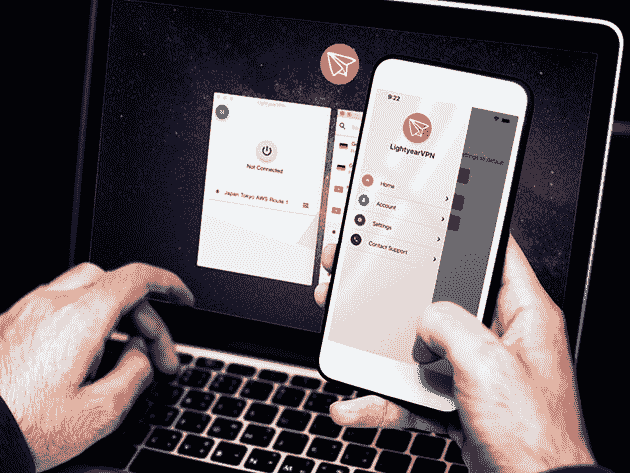 LightyearVPN
Not Connected
Japan Tokyo AWS Route 1
9:22
LightyearVPN
Home
Account
Settings
Contact Support